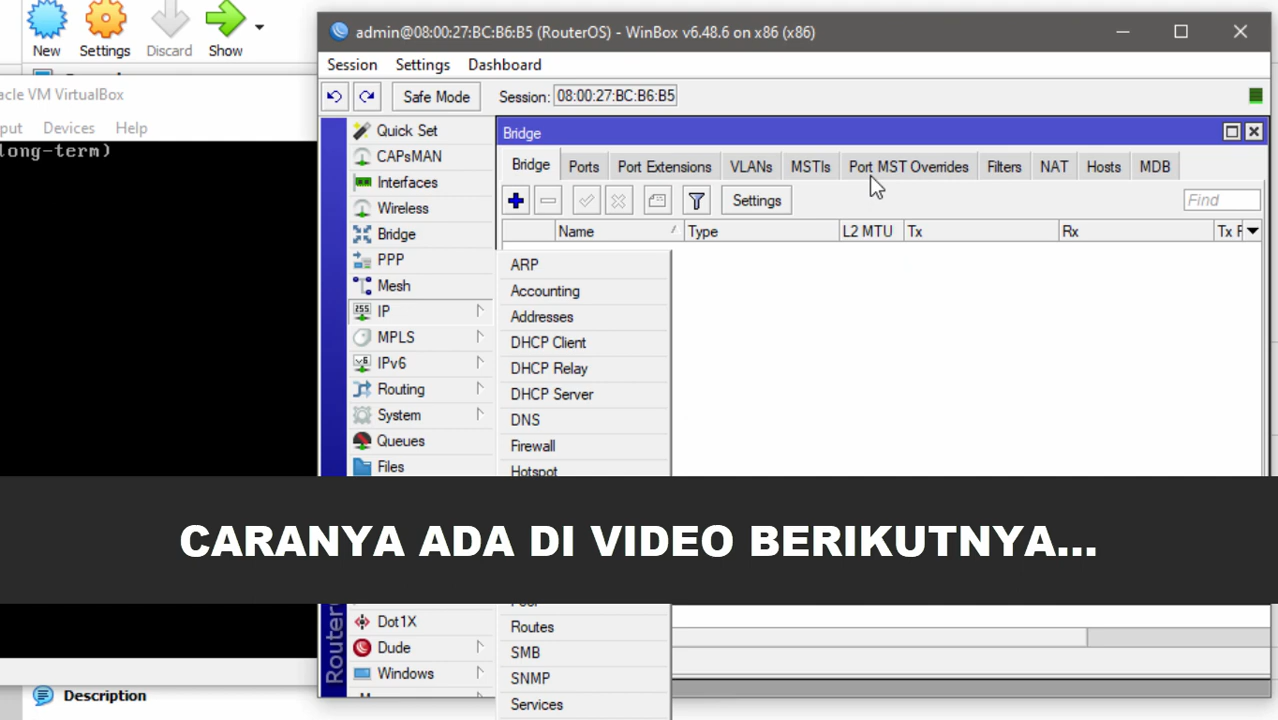 New
Settings
Discard
Show
acle VM VirtualBox
put
Devices
Help
long-term)
Description
admin@08:00:27:BC:B6:B5 (RouterOS) - WinBox v6.48.6 on x86 (x86)
Session
Settings
Dashboard
Safe Mode
Session:
08:00:27:BC:B6:B5
Quick Set
CAPsMAN
Interfaces
Wireless
Bridge
PPP
Mesh
IP
MPLS
IPv6
Routing
System
Queues
Files
Dot1X
Dude
Windows
Router
Bridge
Bridge
Ports
Port Extensions
VLANs
MSTIs
Port MST Overrides
Filters
NAT
Hosts
MDB
Settings
Find
Name
Type
L2 MTU
Tx
Rx
Tx
ARP
Accounting
Addresses
DHCP Client
DHCP Relay
DHCP Server
DNS
Firewall
Hotspot
Routes
SMB
SNMP
Services
CARANYA ADA DI VIDEO BERIKUTNYA...